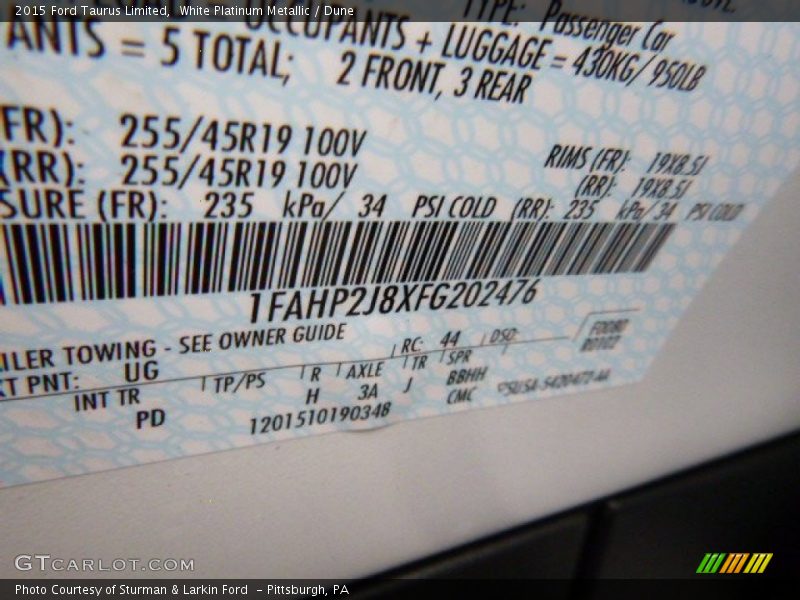 2015 Ford Taurus Limited, White Platinum Metallic / Dune
TYPE: Passenger Car
OCCUPANTS + LUGGAGE = 430KG/950LB
ANTS = 5 TOTAL; 2 FRONT, 3 REAR
FR): 255/45R19 100V RIMS (FR): 19X8.5J
(RR): 255/45R19 100V (RR): 19X8.5J
SURE (FR): 235 kPa/ 34 PSI COLD (RR): 235 kPa/ 34 PSI COLD
1FAHP2J8XFG202476
ILER TOWING - SEE OWNER GUIDE
RC: 44 DSO:
XT PNT: UG
INT TR TP/PS R AXLE TR SPR
PD H 3A J BBHH
1201510190348 CMC
GTCARLOT.COM
Photo Courtesy of Sturman & Larkin Ford - Pittsburgh, PA